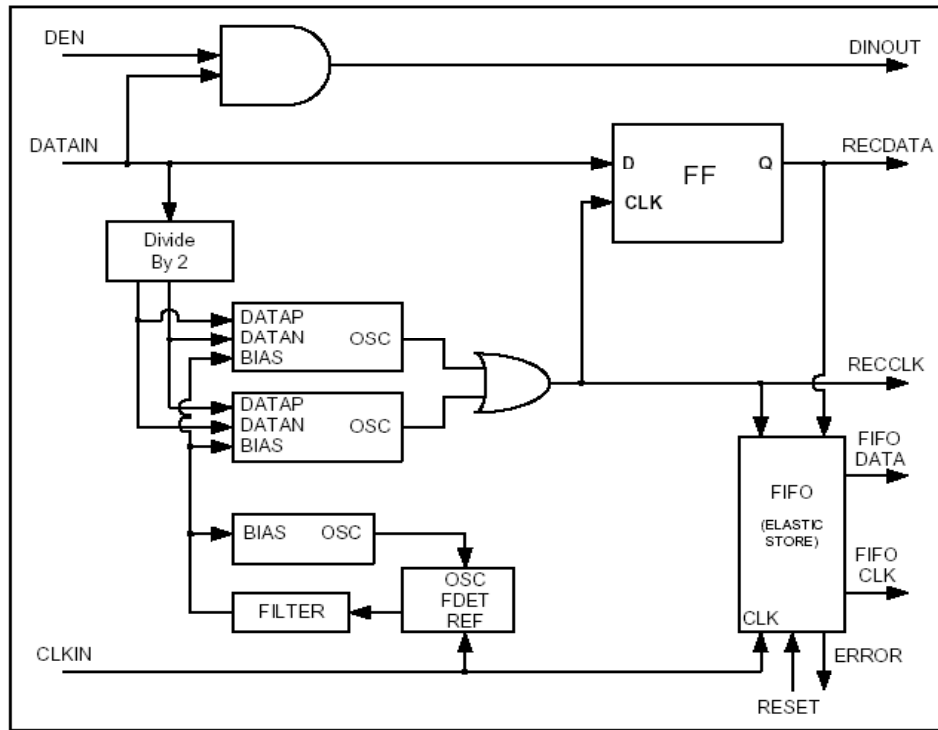 DEN
DINOUT
DATAIN
D
Q
FF
CLK
RECDATA
Divide
By 2
DATAP
DATAN
OSC
BIAS
RECCLK
DATAP
DATAN
OSC
BIAS
FIFO
DATA
FIFO
(ELASTIC
STORE)
BIAS
OSC
FIFO
CLK
OSC
FDET
REF
FILTER
CLK
CLKIN
ERROR
RESET